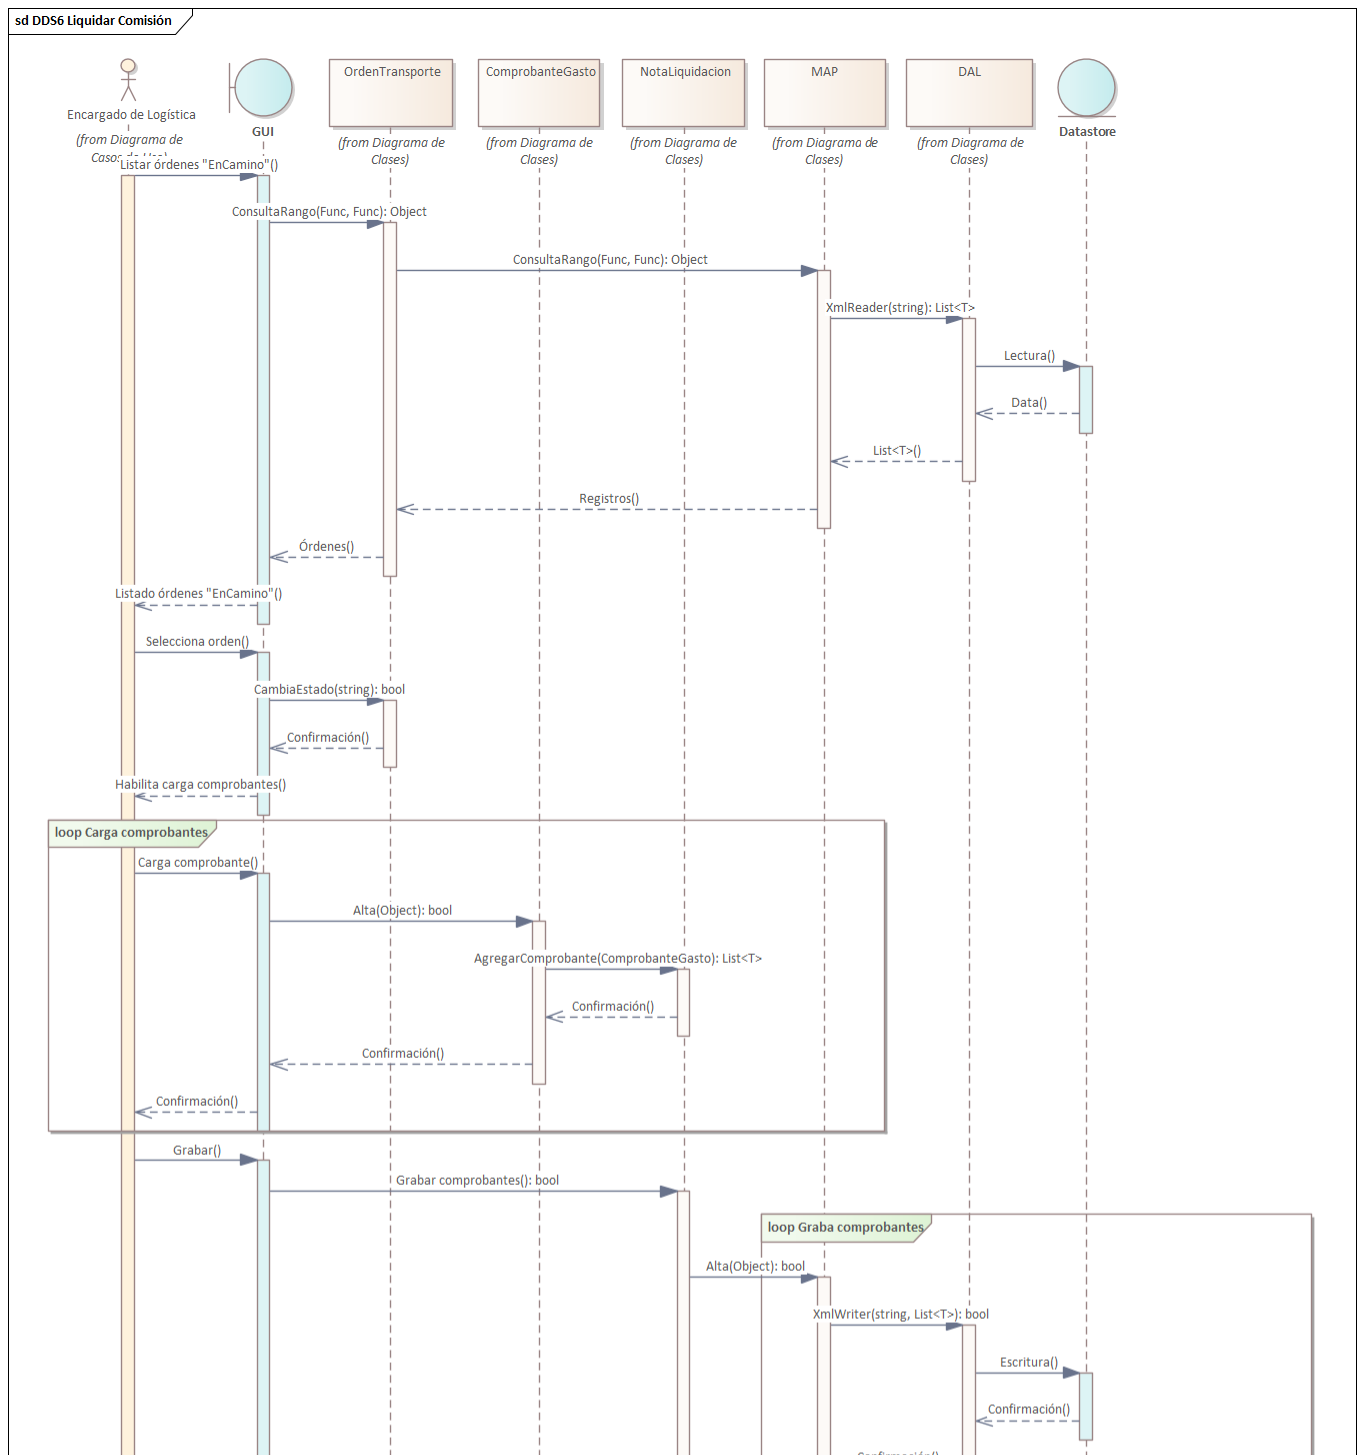 sd DDS6 Liquidar Comisión
Encargado de Logística
(from Diagrama de
Casos de Uso)
GUI
OrdenTransporte
(from Diagrama de
Clases)
ComprobanteGasto
(from Diagrama de
Clases)
NotaLiquidacion
(from Diagrama de
Clases)
MAP
(from Diagrama de
Clases)
DAL
(from Diagrama de
Clases)
Datastore
Listar órdenes "EnCamino"()
ConsultaRango(Func, Func): Object
ConsultaRango(Func, Func): Object
XmlReader(string): List<T>
Lectura()
Data()
List<T>()
Registros()
Órdenes()
Listado órdenes "EnCamino"()
Selecciona orden()
CambiaEstado(string): bool
Confirmación()
Habilita carga comprobantes()
loop Carga comprobantes
Carga comprobante()
Alta(Object): bool
AgregarComprobante(ComprobanteGasto): List<T>
Confirmación()
Confirmación()
Confirmación()
Grabar()
Grabar comprobantes(): bool
loop Graba comprobantes
Alta(Object): bool
XmlWriter(string, List<T>): bool
Escritura()
Confirmación()
Confirmación()